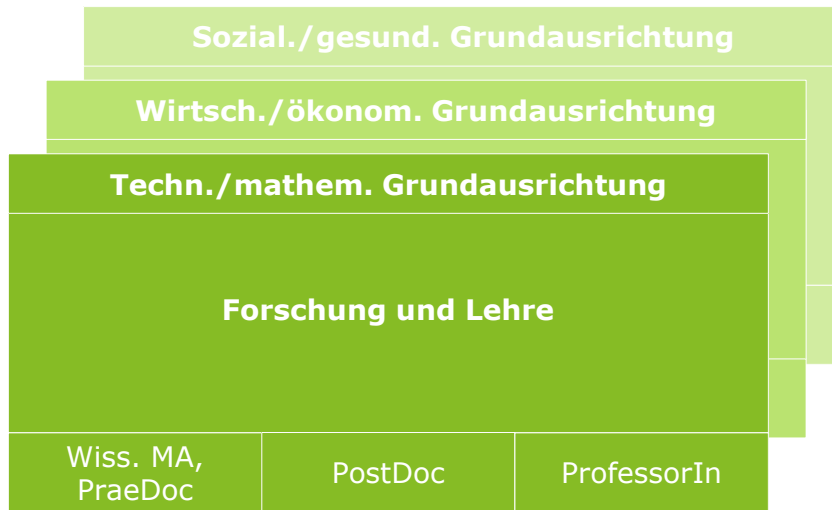 Sozial./gesund. Grundausrichtung
Wirtsch./ökonom. Grundausrichtung
Techn./mathem. Grundausrichtung
Forschung und Lehre
Wiss. MA,
PraeDoc
PostDoc
ProfessorIn